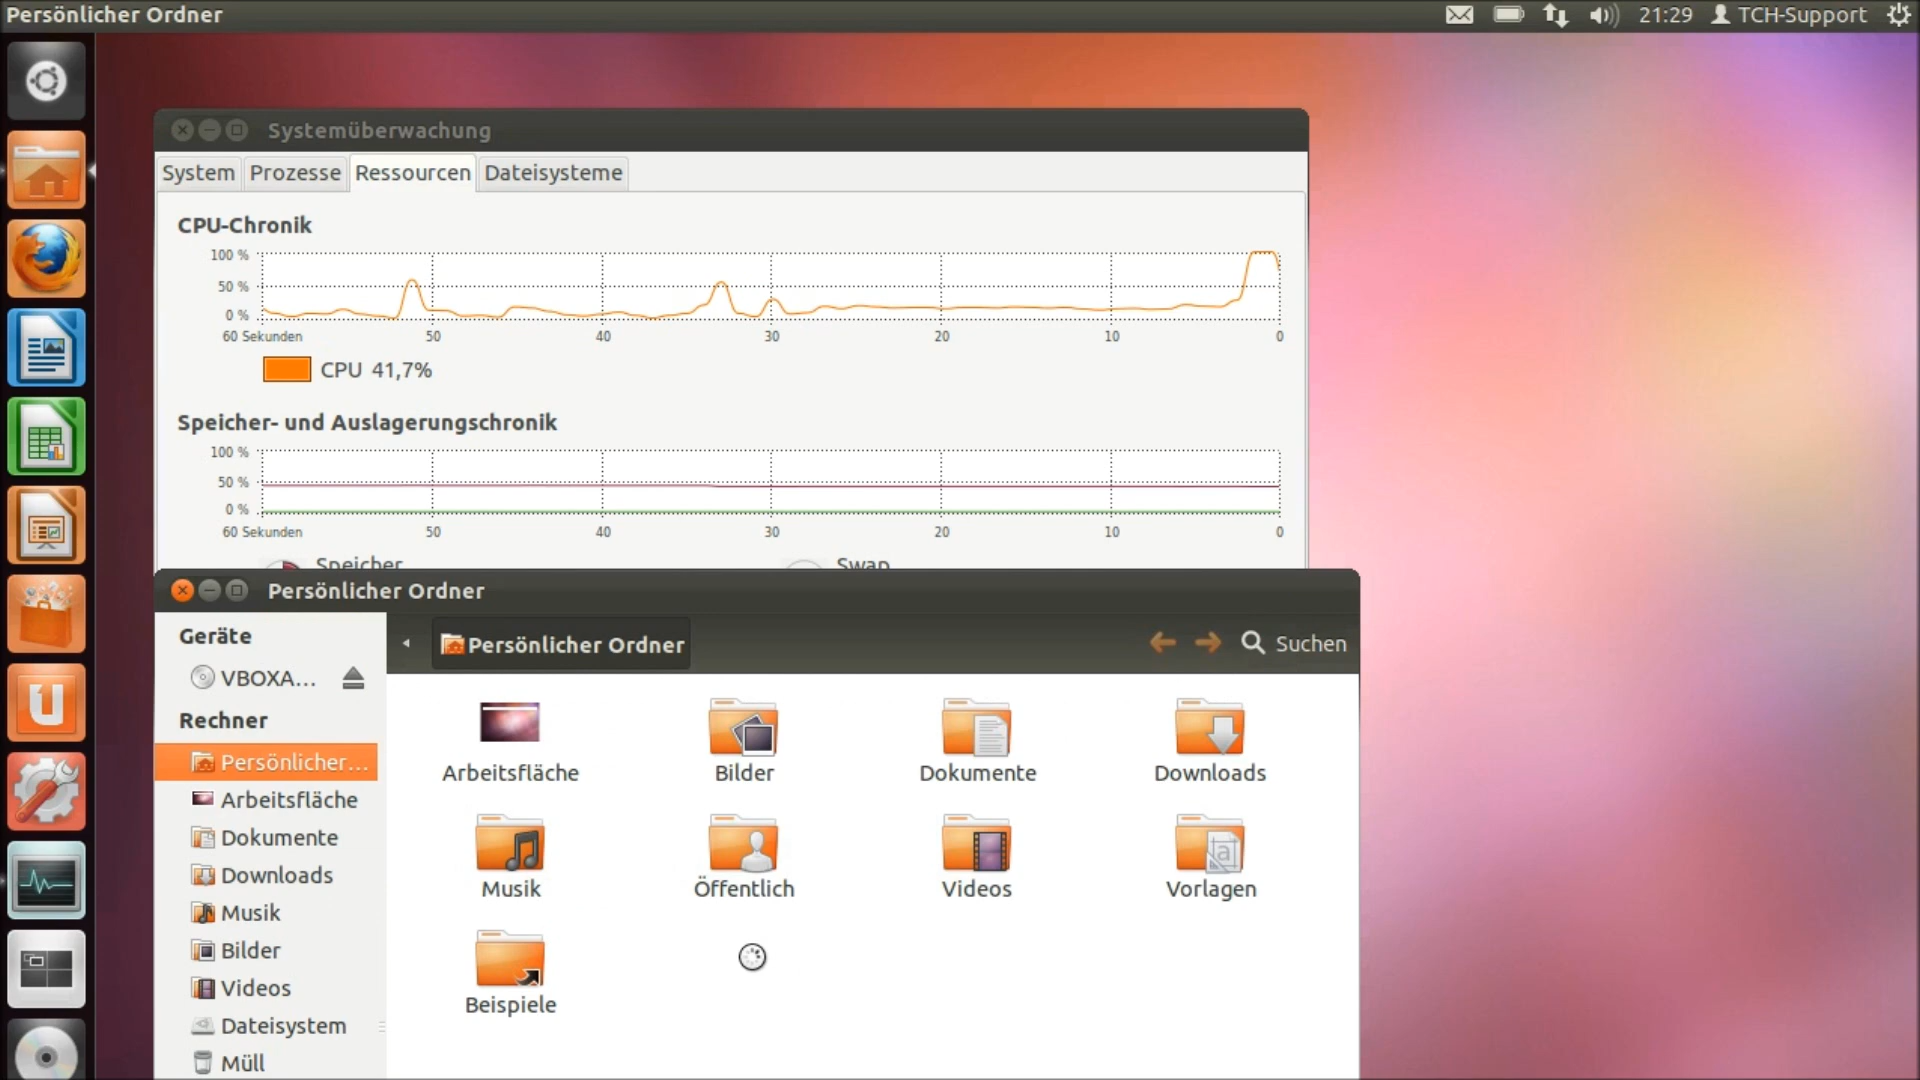 Persönlicher Ordner
21:29 TCH-Support
Systemüberwachung
System Prozesse Ressourcen Dateisysteme
CPU-Chronik
100 %
50 %
0 %
60 Sekunden 50 40 30 20 10 0
CPU 41,7%
Speicher- und Auslagerungschronik
100 %
50 %
0 %
60 Sekunden 50 40 30 20 10 0
Speicher Swap
Persönlicher Ordner
Geräte
VBOXA...
Rechner
Persönlicher...
Arbeitsfläche
Dokumente
Downloads
Musik
Bilder
Videos
Dateisystem
Müll
Persönlicher Ordner
Suchen
Arbeitsfläche Bilder Dokumente Downloads
Musik Öffentlich Videos Vorlagen
Beispiele